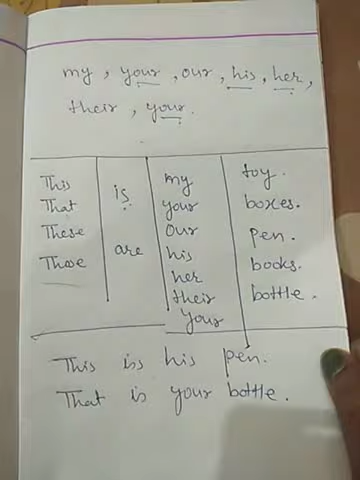 my, your, our, his, her,
their, your.
This is my toy.
That your boxes.
These our pen.
Those are his books.
her
their bottle.
your
This is his pen.
That is your bottle.